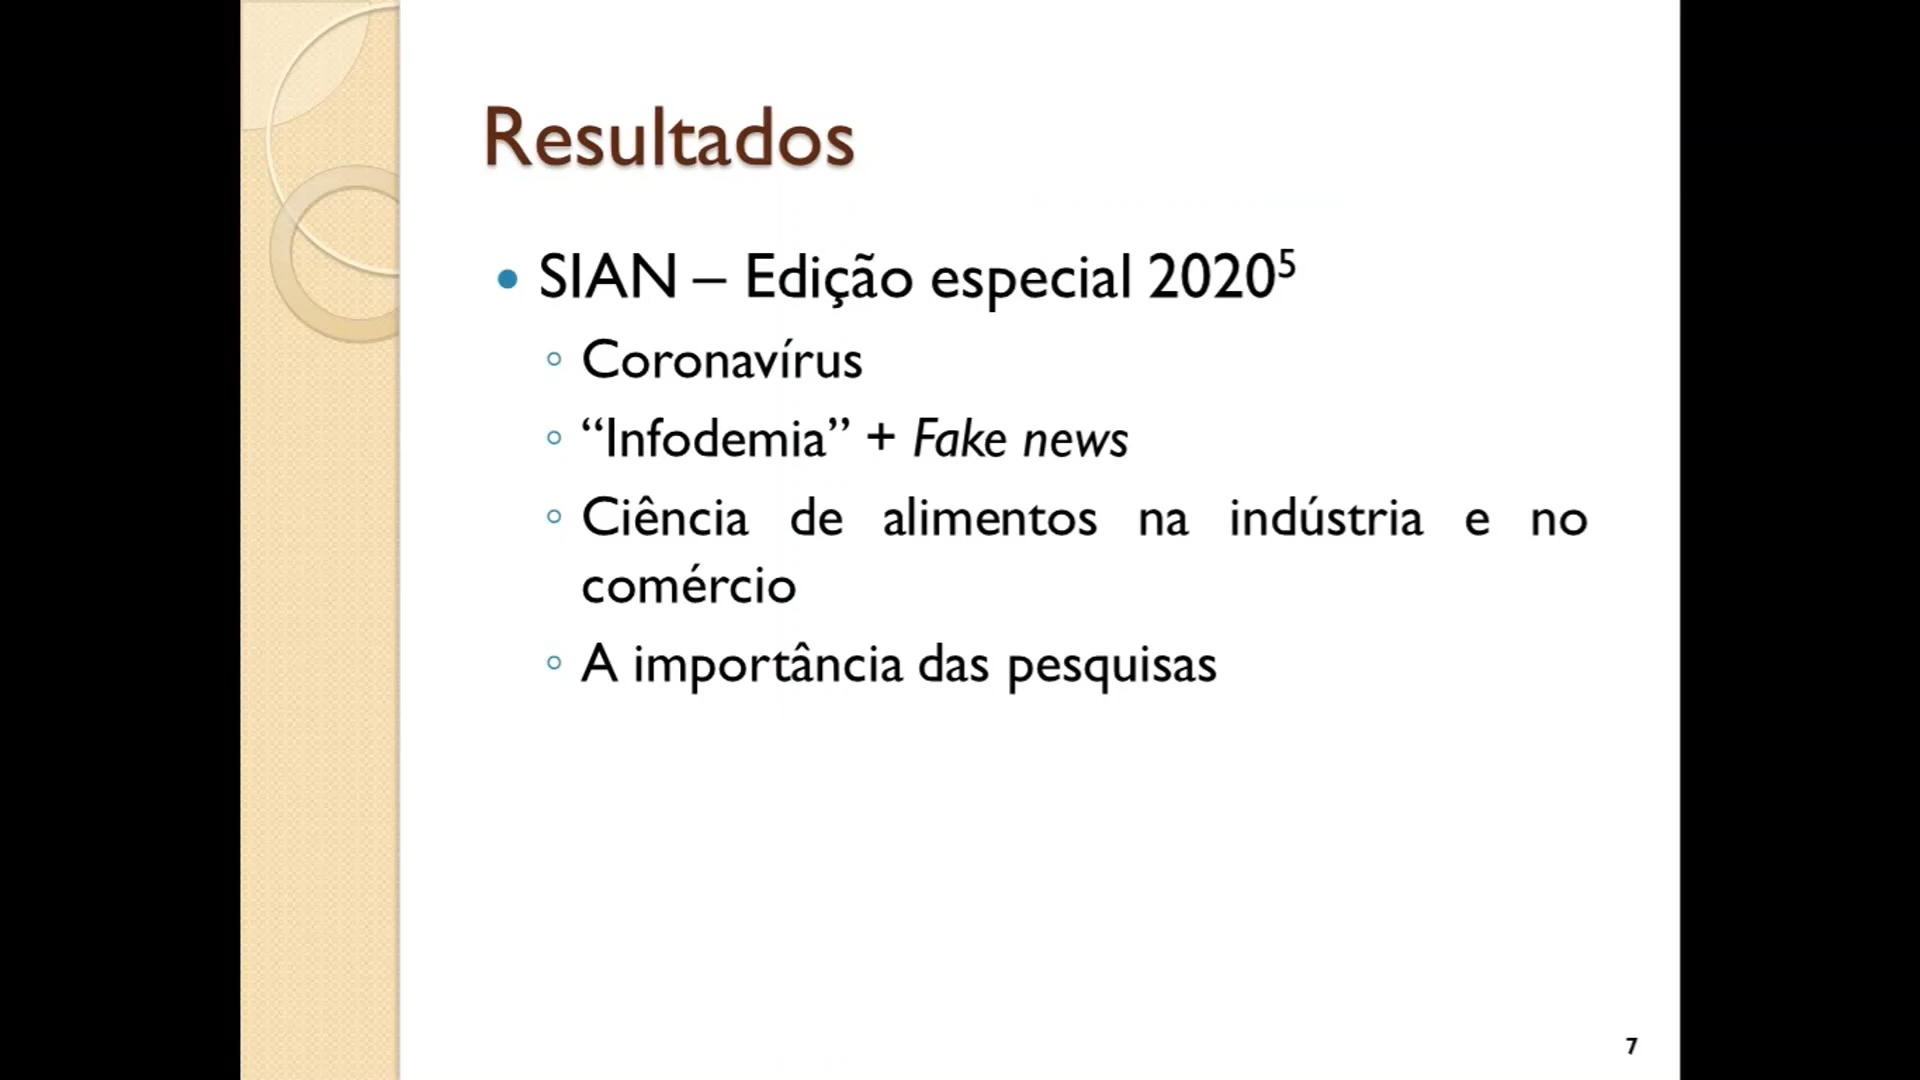 Resultados
• SIAN – Edição especial 2020⁵
◦ Coronavírus
◦ “Infodemia” + Fake news
◦ Ciência de alimentos na indústria e no
comércio
◦ A importância das pesquisas
7